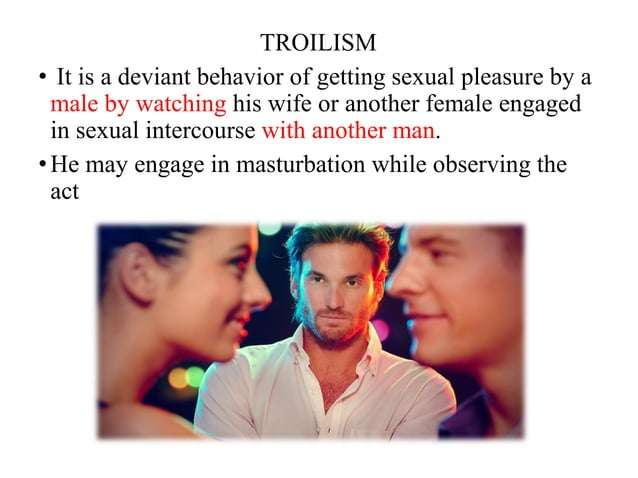 TROILISM
• It is a deviant behavior of getting sexual pleasure by a
male by watching his wife or another female engaged
in sexual intercourse with another man.
• He may engage in masturbation while observing the
act